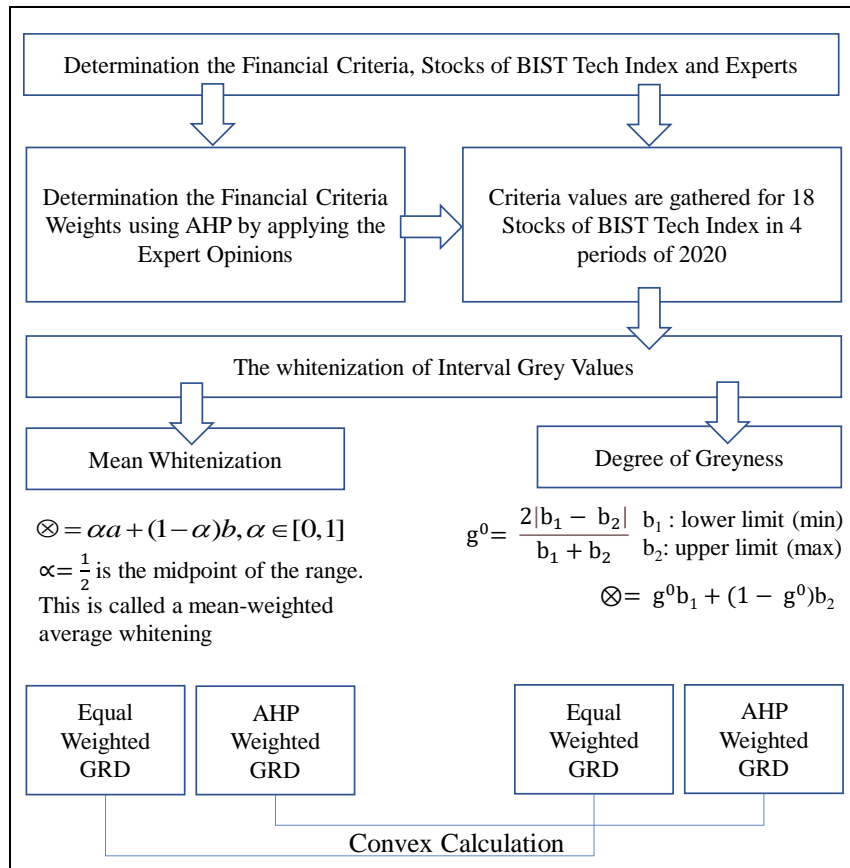 Determination the Financial Criteria, Stocks of BIST Tech Index and Experts
Determination the Financial Criteria
Weights using AHP by applying the
Expert Opinions
Criteria values are gathered for 18
Stocks of BIST Tech Index in 4
periods of 2020
The whitenization of Interval Grey Values
Mean Whitenization
⊗ = αa + (1 − α)b, α ∈ [0,1]
∝= 1/2 is the midpoint of the range.
This is called a mean-weighted
average whitening
Degree of Greyness
g⁰= 2|b₁ − b₂| / b₁ + b₂
b₁ : lower limit (min)
b₂: upper limit (max)
⊗= g⁰b₁ + (1 − g⁰)b₂
Equal
Weighted
GRD
AHP
Weighted
GRD
Equal
Weighted
GRD
AHP
Weighted
GRD
Convex Calculation